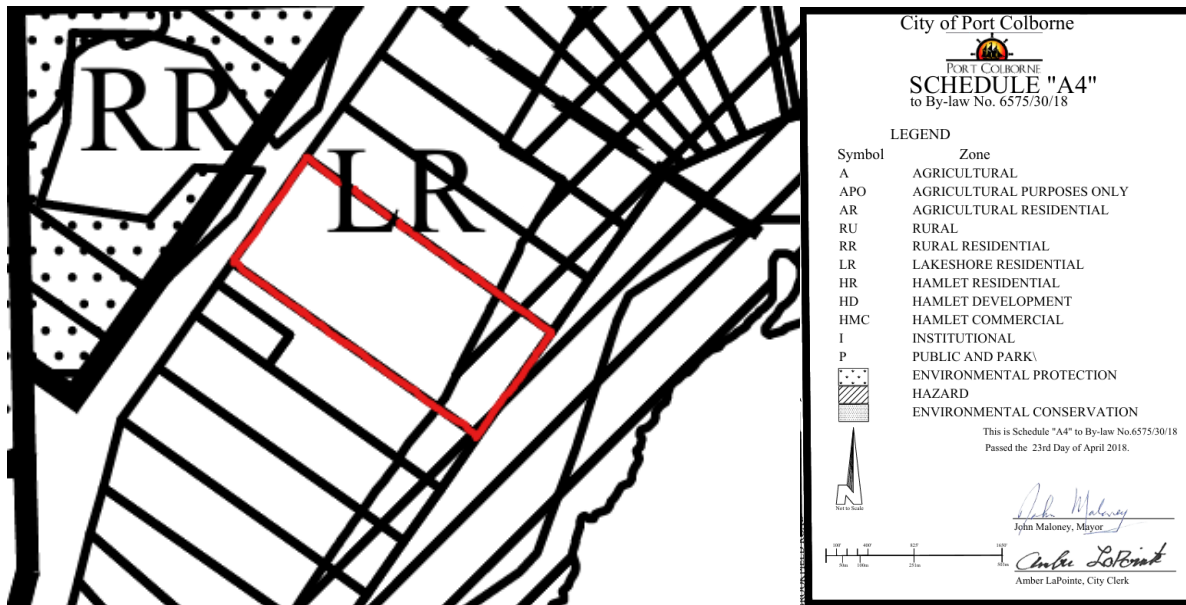 RR
LR
City of Port Colborne
PORT COLBORNE
SCHEDULE "A4"
to By-law No. 6575/30/18
LEGEND
Symbol Zone
A AGRICULTURAL
APO AGRICULTURAL PURPOSES ONLY
AR AGRICULTURAL RESIDENTIAL
RU RURAL
RR RURAL RESIDENTIAL
LR LAKESHORE RESIDENTIAL
HR HAMLET RESIDENTIAL
HD HAMLET DEVELOPMENT
HMC HAMLET COMMERCIAL
I INSTITUTIONAL
P PUBLIC AND PARK\
ENVIRONMENTAL PROTECTION
HAZARD
ENVIRONMENTAL CONSERVATION
This is Schedule "A4" to By-law No.6575/30/18
Passed the 23rd Day of April 2018.
N
Not to Scale
John Maloney
John Maloney, Mayor
Amber LaPointe
Amber LaPointe, City Clerk